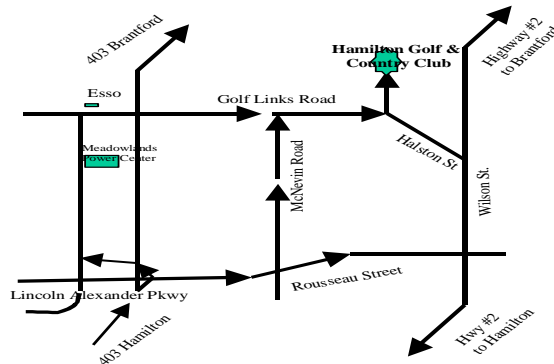 403 Brantford
Highway #2
to Brantford
Hamilton Golf &
Country Club
Esso
Golf Links Road
Meadowlands
Power Center
Halston St
McNevin Road
Wilson St.
Rousseau Street
Lincoln Alexander Pkwy
403 Hamilton
Hwy #2
to Hamilton